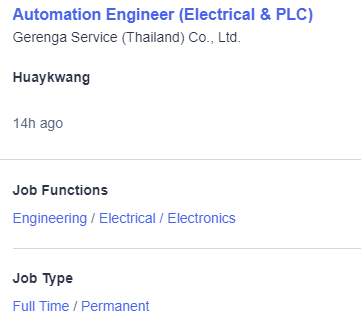 Automation Engineer (Electrical & PLC)
Gerenga Service (Thailand) Co., Ltd.
Huaykwang
14h ago
Job Functions
Engineering / Electrical / Electronics
Job Type
Full Time / Permanent